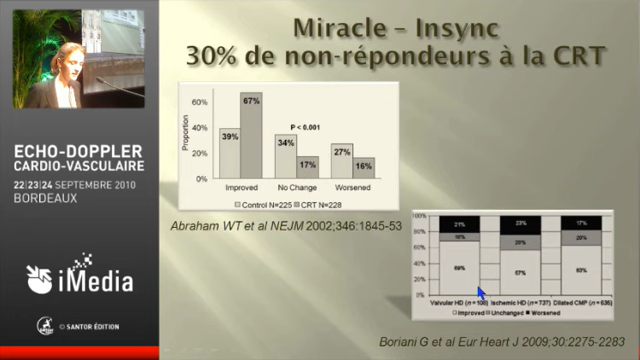 Miracle – Insync
30% de non-répondeurs à la CRT
ECHO-DOPPLER
CARDIO-VASCULAIRE
22|23|24 SEPTEMBRE 2010
BORDEAUX
iMedia
© SANTOR ÉDITION
Proportion
60%
40%
20%
0%
39%
67%
P < 0.001
34%
17%
27%
16%
Improved No Change Worsened
Control N=225 CRT N=228
Abraham WT et al NEJM 2002;346:1845-53
100%
80%
60%
40%
20%
0%
21% 23% 17%
20%
69% 57% 63%
Valvular HD (n=108) Ischemic HD (n=737) Dilated CMP (n=635)
Improved Unchanged Worsened
Boriani G et al Eur Heart J 2009;30:2275-2283